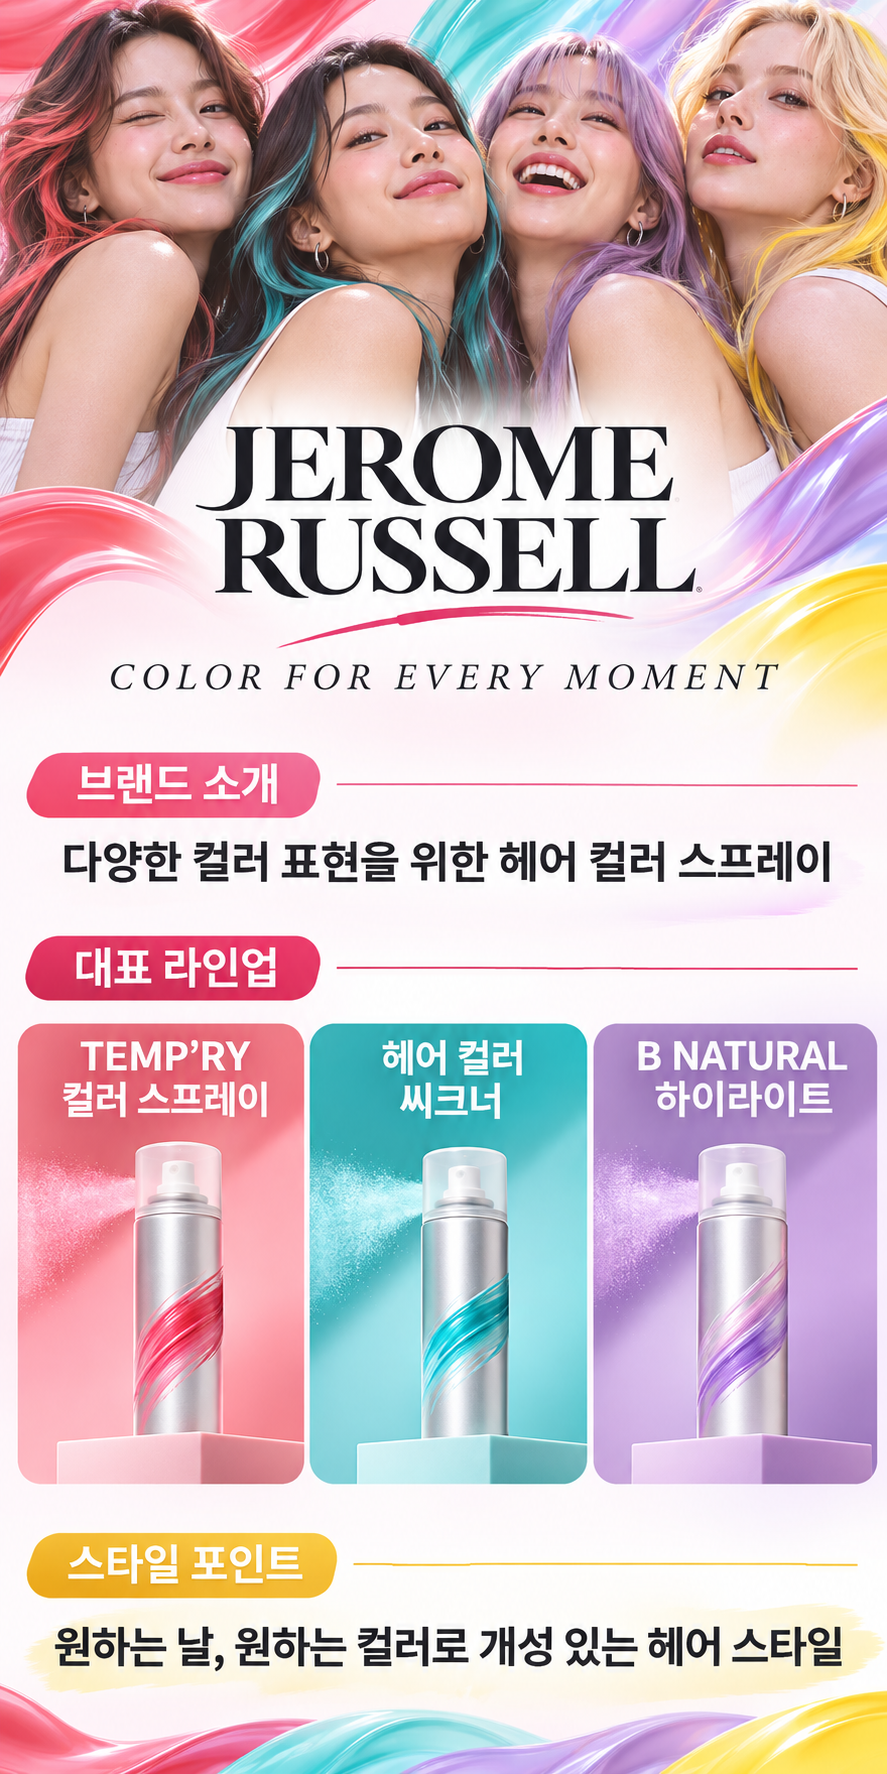 JEROME
RUSSELL
COLOR FOR EVERY MOMENT
브랜드 소개
다양한 컬러 표현을 위한 헤어 컬러 스프레이
대표 라인업
TEMP’RY
컬러 스프레이
헤어 컬러
씨크너
B NATURAL
하이라이트
스타일 포인트
원하는 날, 원하는 컬러로 개성 있는 헤어 스타일